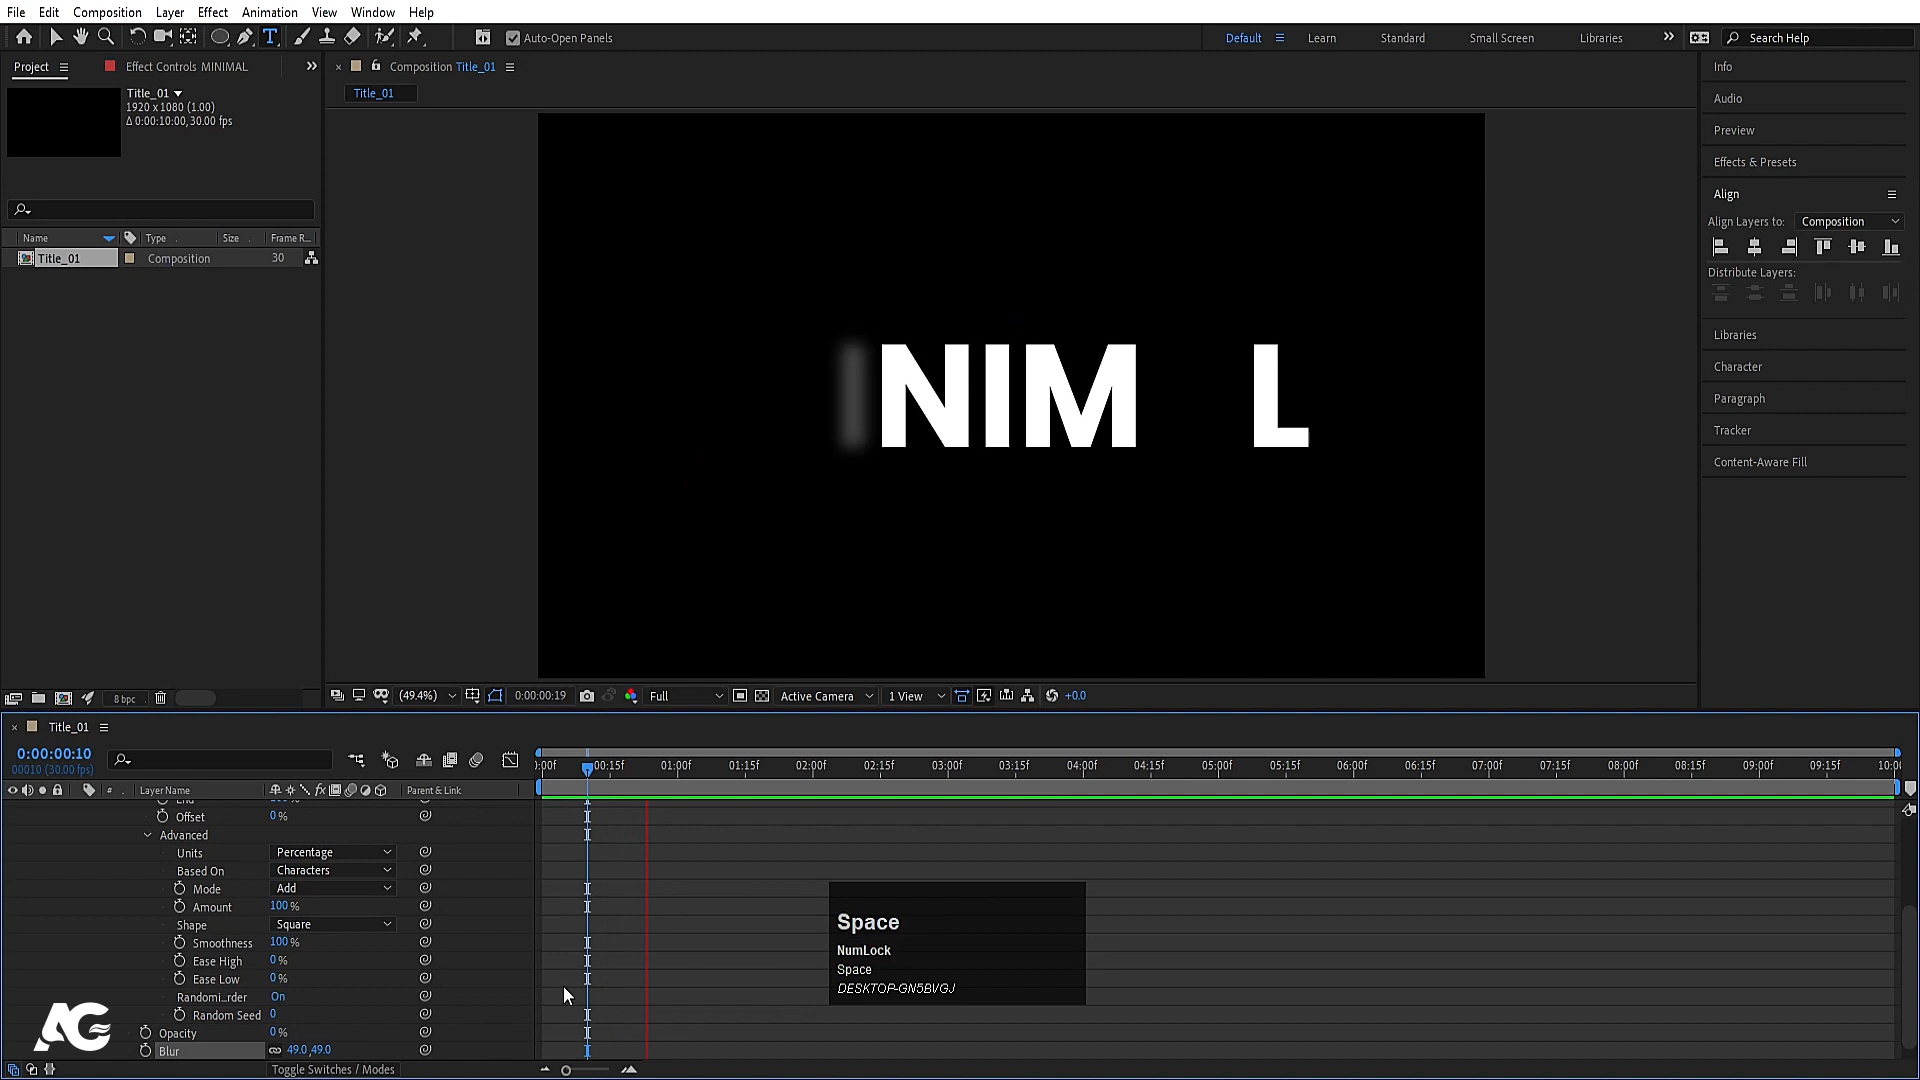 File Edit Composition Layer Effect Animation View Window Help
Auto-Open Panels Default Learn Standard Small Screen Libraries Search Help
Project Effect Controls MINIMAL
Composition Title_01
Title_01
Title_01
1920 x 1080 (1.00)
Δ 0:00:10:00, 30.00 fps
Name Type Size Frame R...
Title_01 Composition 30
INIM L
8 bpc
(49.4%) 0:00:00:19 Full Active Camera 1 View +0.0
Info
Audio
Preview
Effects & Presets
Align
Align Layers to: Composition
Distribute Layers:
Libraries
Character
Paragraph
Tracker
Content-Aware Fill
Title_01
0:00:00:10
00010 (30.00 fps)
):00f 00:15f 01:00f 01:15f 02:00f 02:15f 03:00f 03:15f 04:00f 04:15f 05:00f 05:15f 06:00f 06:15f 07:00f 07:15f 08:00f 08:15f 09:00f 09:15f 10:00
# Layer Name Parent & Link
Offset 0%
Advanced
Units Percentage
Based On Characters
Mode Add
Amount 100%
Shape Square
Smoothness 100%
Ease High 0%
Ease Low 0%
Randomi...rder On
Random Seed 0
Opacity 0%
Blur 49.0,49.0
Toggle Switches / Modes
Space
NumLock
Space
DESKTOP-GN5BVGJ
AG